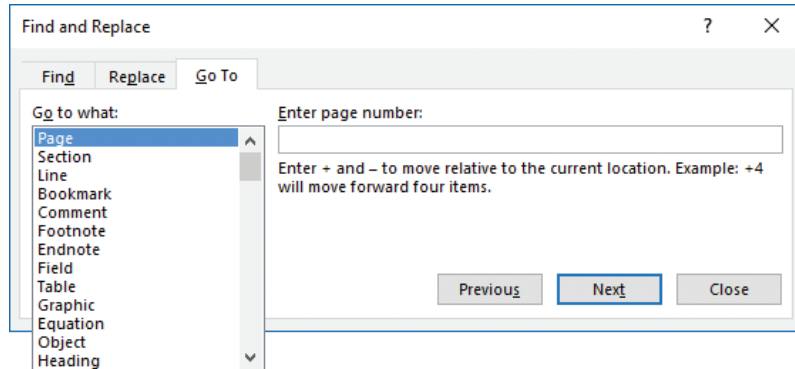 Find and Replace ? ×
Find Replace Go To
Go to what:
Page
Section
Line
Bookmark
Comment
Footnote
Endnote
Field
Table
Graphic
Equation
Object
Heading
Enter page number:
Enter + and – to move relative to the current location. Example: +4
will move forward four items.
Previous Next Close